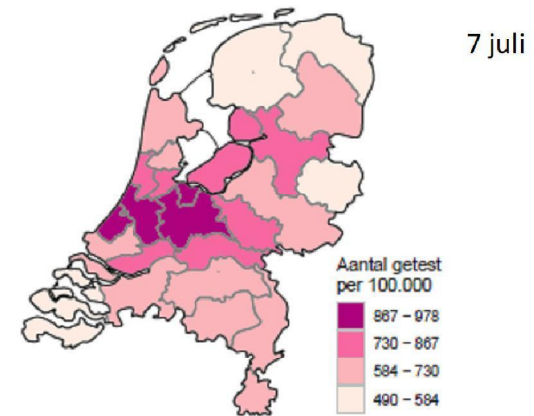 7 juli
Aantal getest
per 100.000
867 – 978
730 – 867
584 – 730
490 – 584